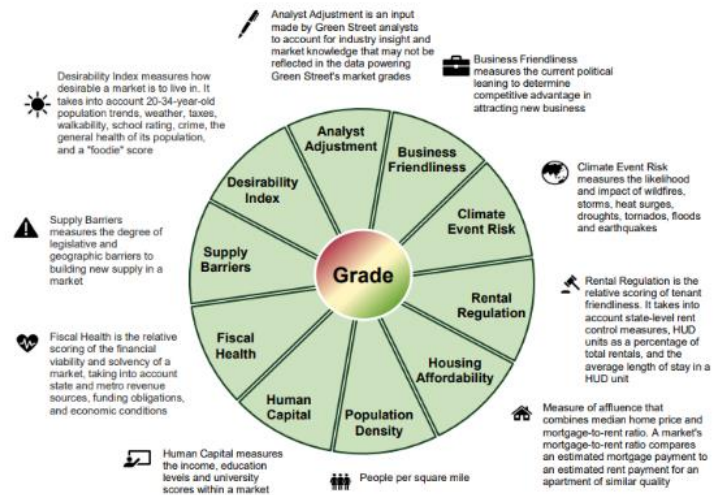 Analyst Adjustment is an input
made by Green Street analysts
to account for industry insight and
market knowledge that may not be
reflected in the data powering
Green Street's market grades
Business Friendliness
measures the current political
leaning to determine
competitive advantage in
attracting new business
Desirability Index measures how
desirable a market is to live in. It
takes into account 20-34-year-old
population trends, weather, taxes,
walkability, school rating, crime, the
general health of its population,
and a "foodie" score
Climate Event Risk
measures the likelihood
and impact of wildfires,
storms, heat surges,
droughts, tornados, floods
and earthquakes
Supply Barriers
measures the degree of
legislative and
geographic barriers to
building new supply in a
market
Rental Regulation is the
relative scoring of tenant
friendliness. It takes into
account state-level rent
control measures, HUD
units as a percentage of
total rentals, and the
average length of stay in a
HUD unit
Fiscal Health is the relative
scoring of the financial
viability and solvency of a
market, taking into account
state and metro revenue
sources, funding obligations,
and economic conditions
Measure of affluence that
combines median home price and
mortgage-to-rent ratio. A market's
mortgage-to-rent ratio compares
an estimated mortgage payment to
an estimated rent payment for an
apartment of similar quality
Human Capital measures
the income, education
levels and university
scores within a market
People per square mile
Analyst
Adjustment
Business
Friendliness
Climate
Event Risk
Rental
Regulation
Housing
Affordability
Population
Density
Human
Capital
Fiscal
Health
Supply
Barriers
Desirability
Index
Grade